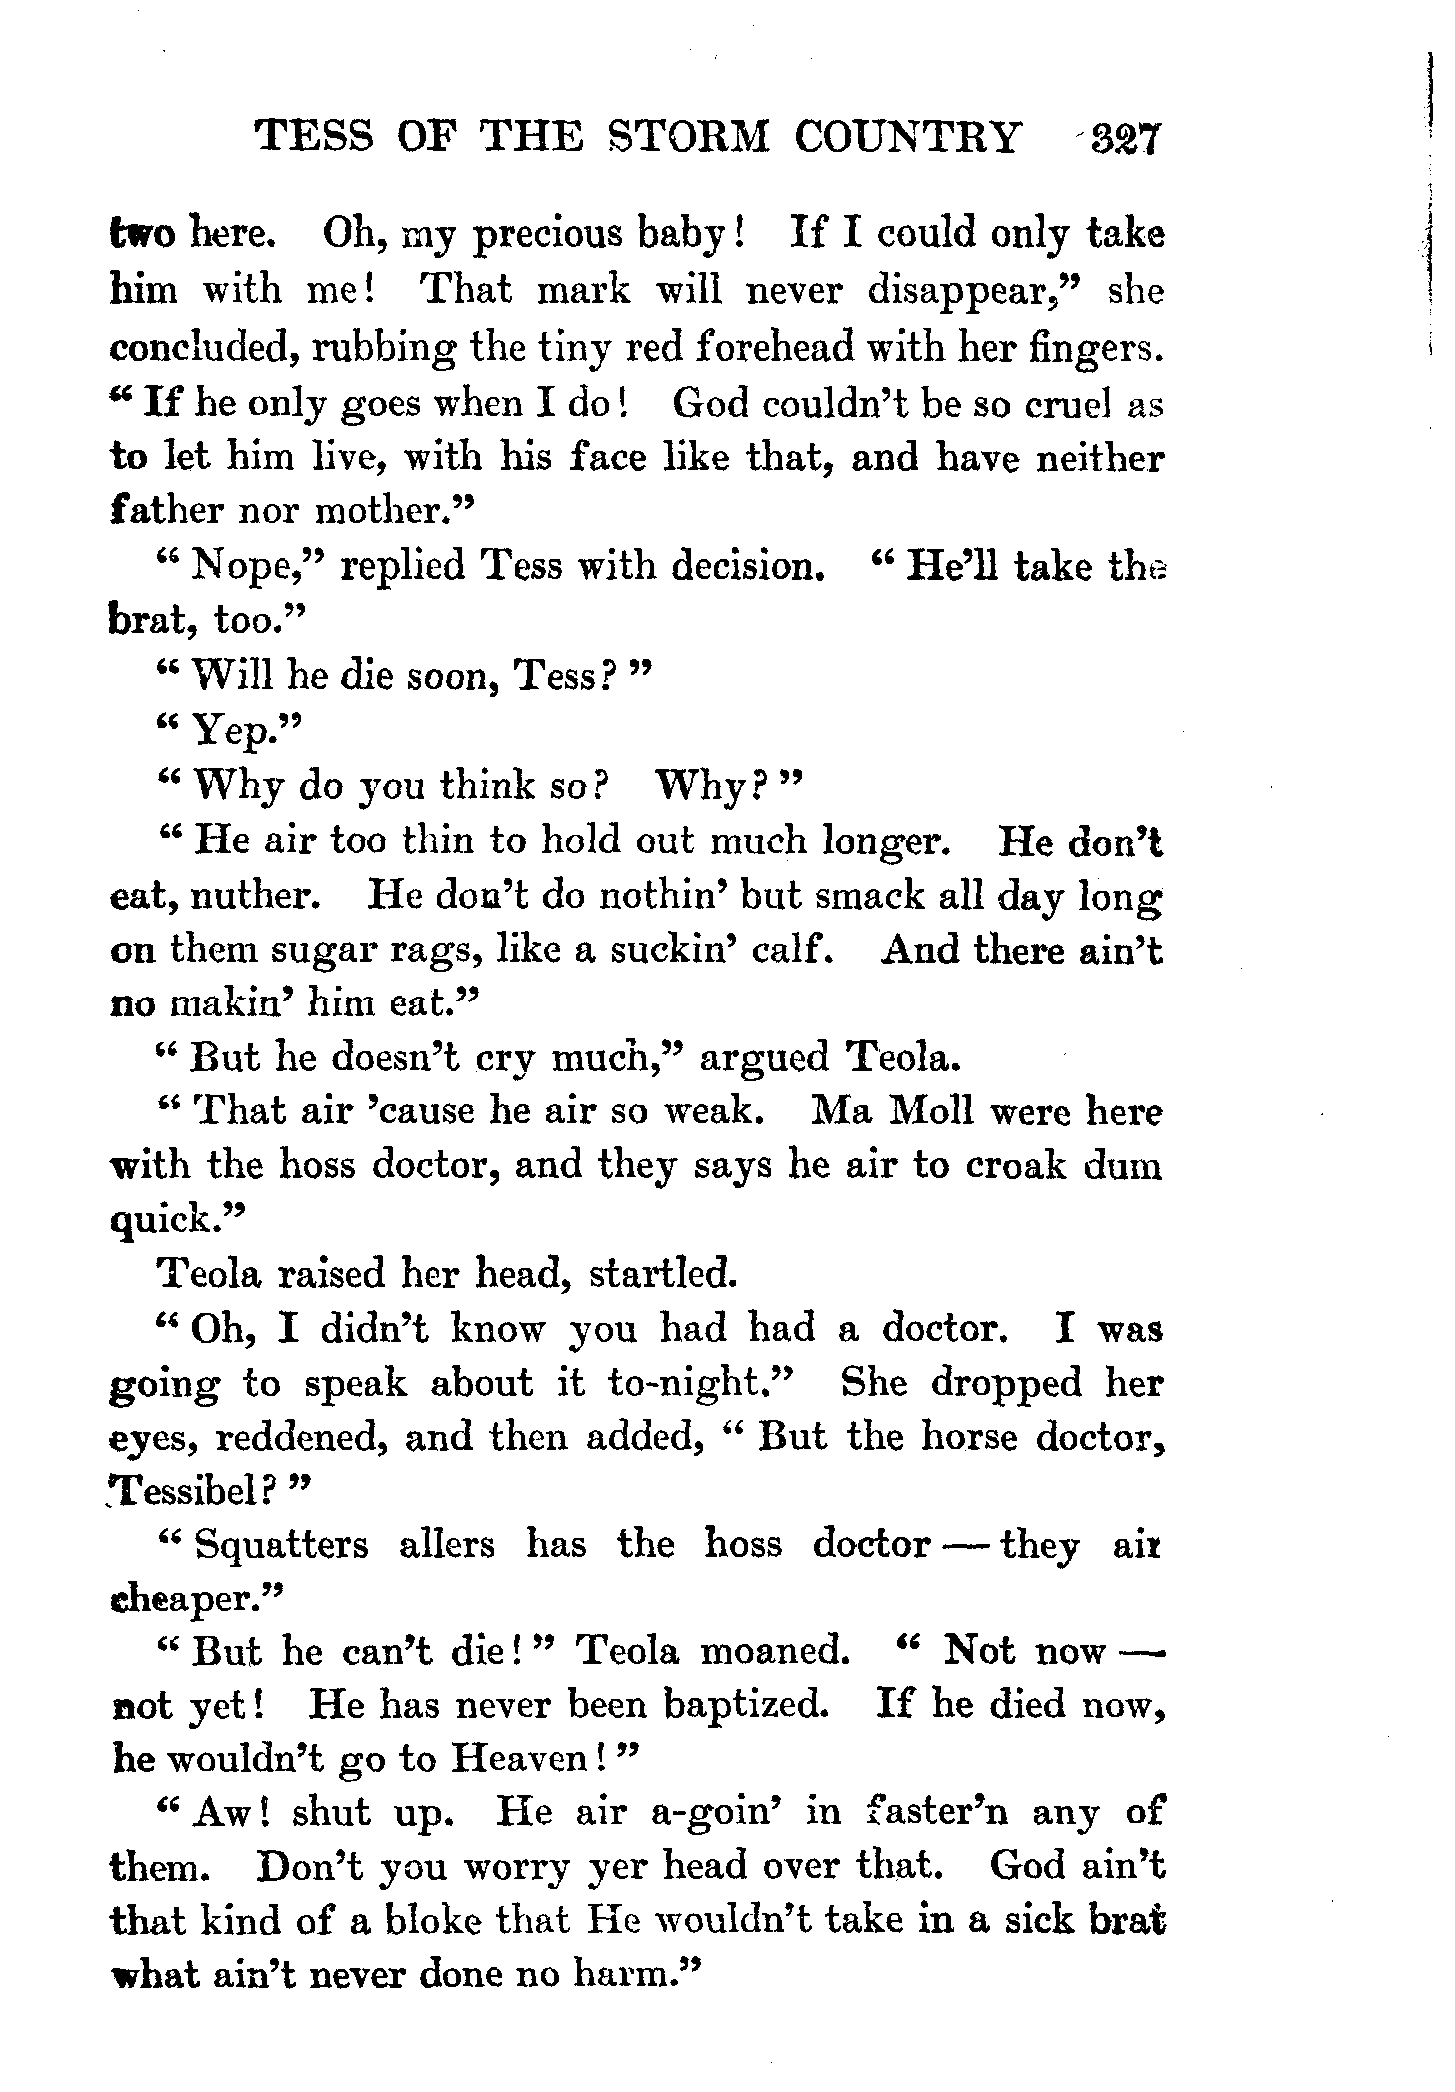 TESS OF THE STORM COUNTRY 327
two here. Oh, my precious baby! If I could only take
him with me! That mark will never disappear,” she
concluded, rubbing the tiny red forehead with her fingers.
“ If he only goes when I do! God couldn’t be so cruel as
to let him live, with his face like that, and have neither
father nor mother.”
“ Nope,” replied Tess with decision. “ He’ll take the
brat, too.”
“ Will he die soon, Tess? ”
“ Yep.”
“ Why do you think so? Why? ”
“ He air too thin to hold out much longer. He don’t
eat, nuther. He don’t do nothin’ but smack all day long
on them sugar rags, like a suckin’ calf. And there ain’t
no makin’ him eat.”
“ But he doesn’t cry much,” argued Teola.
“ That air ’cause he air so weak. Ma Moll were here
with the hoss doctor, and they says he air to croak dum
quick.”
Teola raised her head, startled.
“ Oh, I didn’t know you had had a doctor. I was
going to speak about it to-night.” She dropped her
eyes, reddened, and then added, “ But the horse doctor,
Tessibel? ”
“ Squatters allers has the hoss doctor — they air
cheaper.”
“ But he can’t die! ” Teola moaned. “ Not now —
not yet! He has never been baptized. If he died now,
he wouldn’t go to Heaven! ”
“ Aw! shut up. He air a-goin’ in faster’n any of
them. Don’t you worry yer head over that. God ain’t
that kind of a bloke that He wouldn’t take in a sick brat
what ain’t never done no harm.”